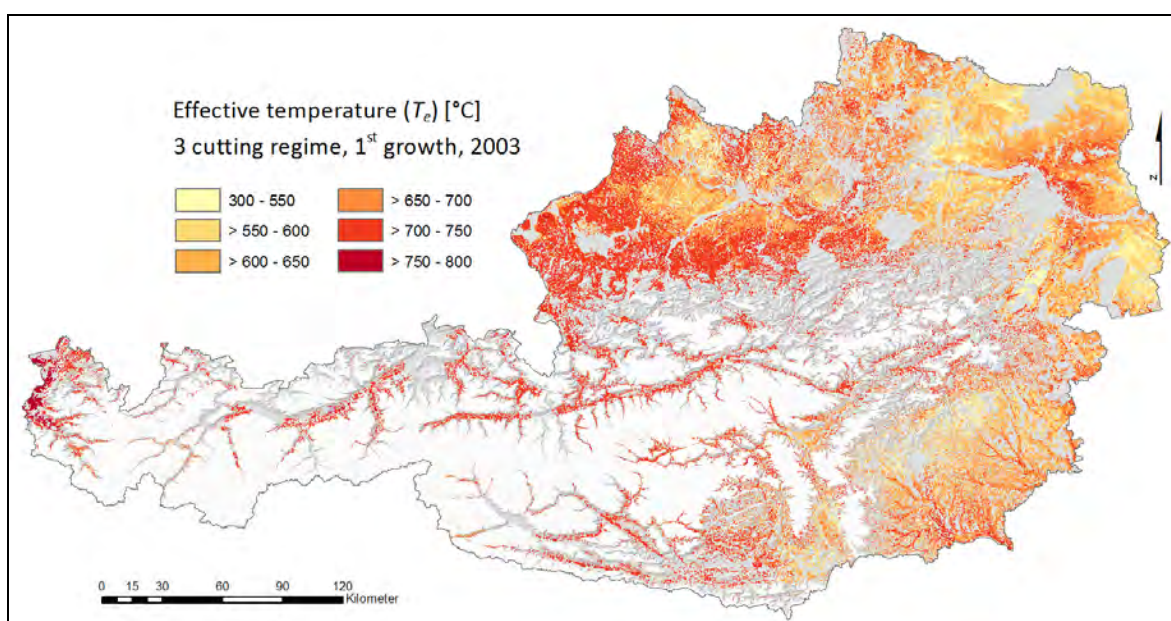 Effective temperature (Te) [°C]
3 cutting regime, 1st growth, 2003
300 - 550
> 650 - 700
> 550 - 600
> 700 - 750
> 600 - 650
> 750 - 800
N
0 15 30 60 90 120
Kilometer